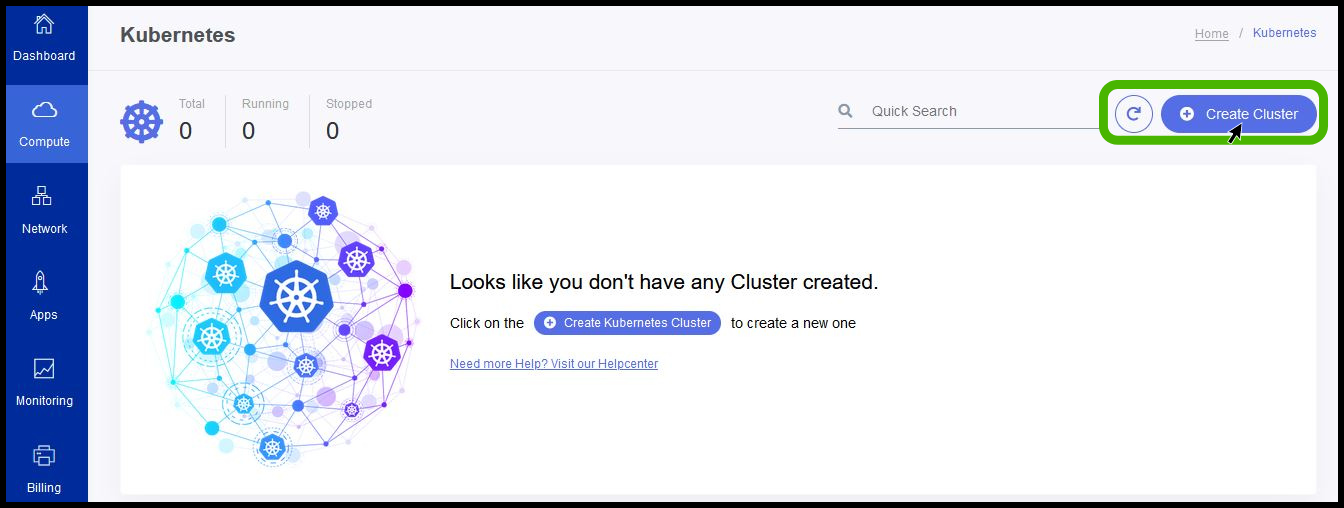 Dashboard
Compute
Network
Apps
Monitoring
Billing
Kubernetes
Home / Kubernetes
Total Running Stopped
0 0 0
Quick Search
Create Cluster
Looks like you don't have any Cluster created.
Click on the Create Kubernetes Cluster to create a new one
Need more Help? Visit our Helpcenter